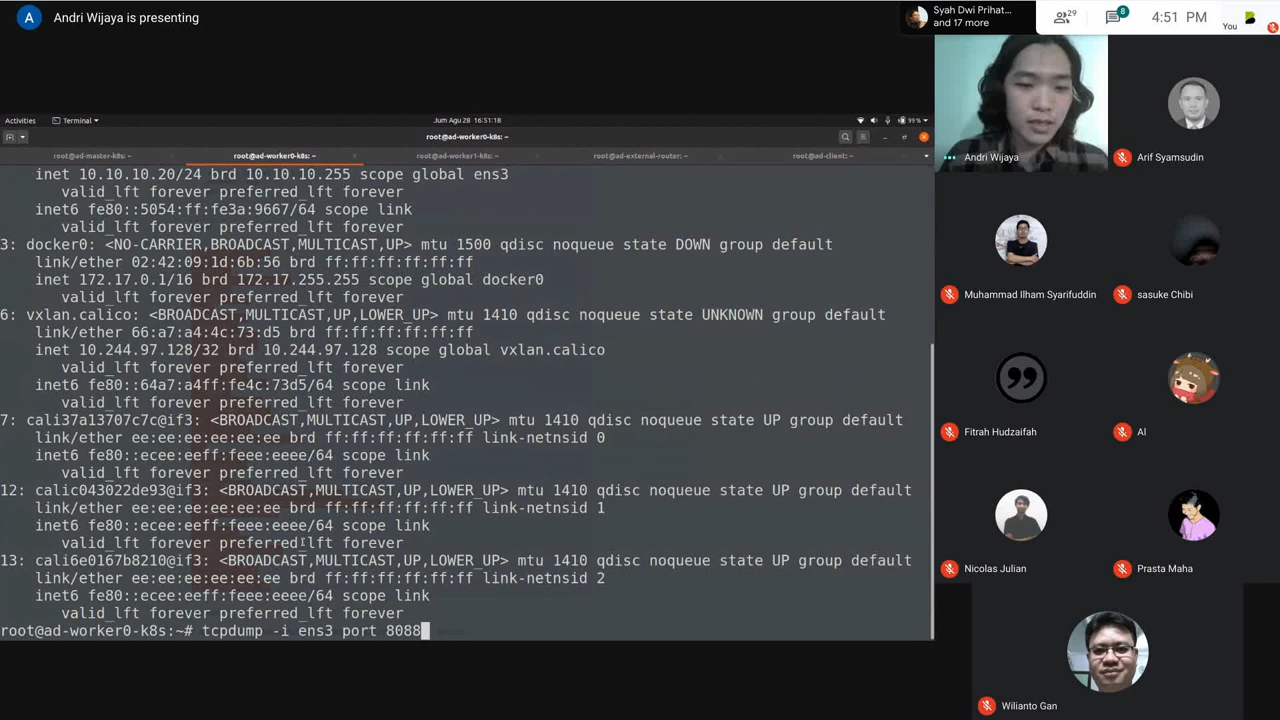 A
Andri Wijaya is presenting
Syah Dwi Prihat...
and 17 more
29
8
4:51 PM
You
Activities
Terminal
Jum Agu 28 16:51:18
99 %
root@ad-worker0-k8s: ~
root@ad-master-k8s: ~
root@ad-worker0-k8s: ~
root@ad-worker1-k8s: ~
root@ad-external-router: ~
root@ad-client: ~
inet 10.10.10.20/24 brd 10.10.10.255 scope global ens3
valid_lft forever preferred_lft forever
inet6 fe80::5054:ff:fe3a:9667/64 scope link
valid_lft forever preferred_lft forever
3: docker0: <NO-CARRIER,BROADCAST,MULTICAST,UP> mtu 1500 qdisc noqueue state DOWN group default
link/ether 02:42:09:1d:6b:56 brd ff:ff:ff:ff:ff:ff
inet 172.17.0.1/16 brd 172.17.255.255 scope global docker0
valid_lft forever preferred_lft forever
6: vxlan.calico: <BROADCAST,MULTICAST,UP,LOWER_UP> mtu 1410 qdisc noqueue state UNKNOWN group default
link/ether 66:a7:a4:4c:73:d5 brd ff:ff:ff:ff:ff:ff
inet 10.244.97.128/32 brd 10.244.97.128 scope global vxlan.calico
valid_lft forever preferred_lft forever
inet6 fe80::64a7:a4ff:fe4c:73d5/64 scope link
valid_lft forever preferred_lft forever
7: cali37a13707c7c@if3: <BROADCAST,MULTICAST,UP,LOWER_UP> mtu 1410 qdisc noqueue state UP group default
link/ether ee:ee:ee:ee:ee:ee brd ff:ff:ff:ff:ff:ff link-netnsid 0
inet6 fe80::ecee:eeff:feee:eeee/64 scope link
valid_lft forever preferred_lft forever
12: calic043022de93@if3: <BROADCAST,MULTICAST,UP,LOWER_UP> mtu 1410 qdisc noqueue state UP group default
link/ether ee:ee:ee:ee:ee:ee brd ff:ff:ff:ff:ff:ff link-netnsid 1
inet6 fe80::ecee:eeff:feee:eeee/64 scope link
valid_lft forever preferred_lft forever
13: cali6e0167b8210@if3: <BROADCAST,MULTICAST,UP,LOWER_UP> mtu 1410 qdisc noqueue state UP group default
link/ether ee:ee:ee:ee:ee:ee brd ff:ff:ff:ff:ff:ff link-netnsid 2
inet6 fe80::ecee:eeff:feee:eeee/64 scope link
valid_lft forever preferred_lft forever
root@ad-worker0-k8s:~# tcpdump -i ens3 port 8088
Andri Wijaya
Arif Syamsudin
Muhammad Ilham Syarifuddin
sasuke Chibi
Fitrah Hudzaifah
Al
Nicolas Julian
Prasta Maha
Wilianto Gan